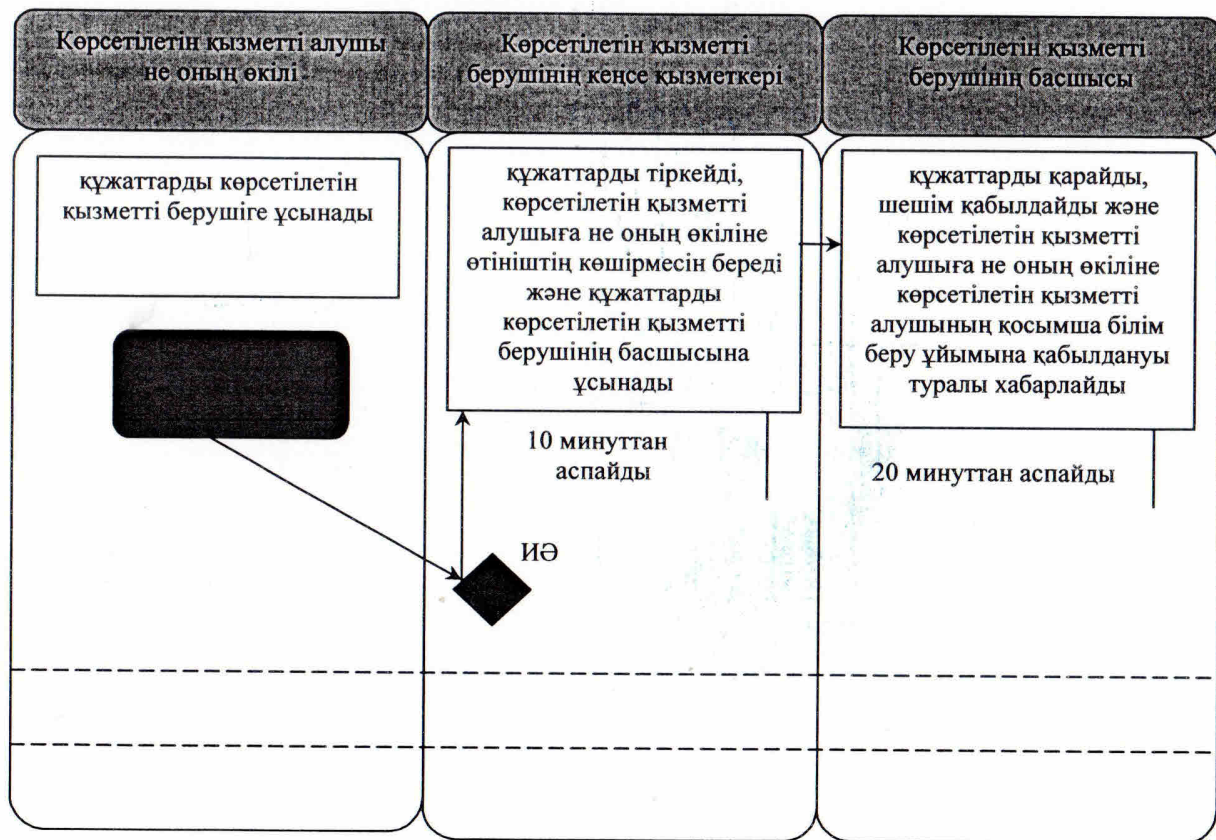 Көрсетілетін қызметті алушы
не оның өкілі
Көрсетілетін қызметті
берушінің кеңсе қызметкері
Көрсетілетін қызметті
берушінің басшысы
құжаттарды көрсетілетін
қызметті берушіге ұсынады
құжаттарды тіркейді,
көрсетілетін қызметті
алушыға не оның өкіліне
өтініштің көшірмесін береді
және құжаттарды
көрсетілетін қызметті
берушінің басшысына
ұсынады
құжаттарды қарайды,
шешім қабылдайды және
көрсетілетін қызметті
алушыға не оның өкіліне
көрсетілетін қызметті
алушының қосымша білім
беру ұйымына қабылдануы
туралы хабарлайды
10 минуттан
аспайды
20 минуттан аспайды
ИӘ